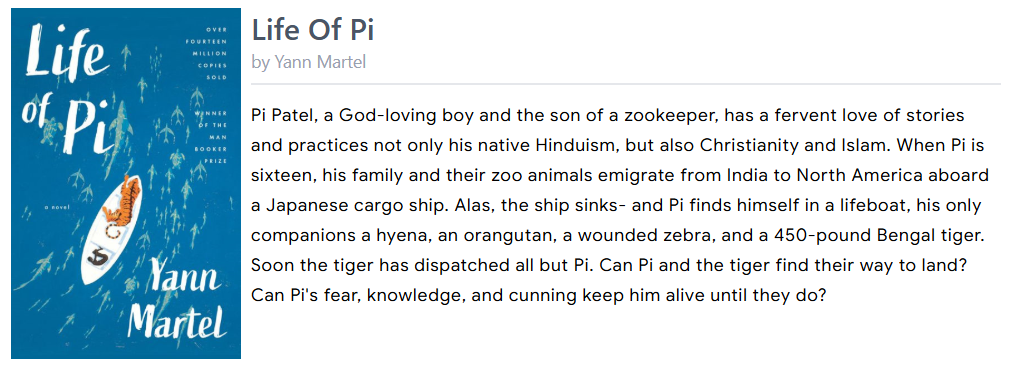 Life
of Pi
OVER
FOURTEEN
MILLION
COPIES
SOLD
WINNER
OF THE
MAN
BOOKER
PRIZE
a novel
Yann
Martel
Life Of Pi
by Yann Martel
Pi Patel, a God-loving boy and the son of a zookeeper, has a fervent love of stories
and practices not only his native Hinduism, but also Christianity and Islam. When Pi is
sixteen, his family and their zoo animals emigrate from India to North America aboard
a Japanese cargo ship. Alas, the ship sinks- and Pi finds himself in a lifeboat, his only
companions a hyena, an orangutan, a wounded zebra, and a 450-pound Bengal tiger.
Soon the tiger has dispatched all but Pi. Can Pi and the tiger find their way to land?
Can Pi's fear, knowledge, and cunning keep him alive until they do?